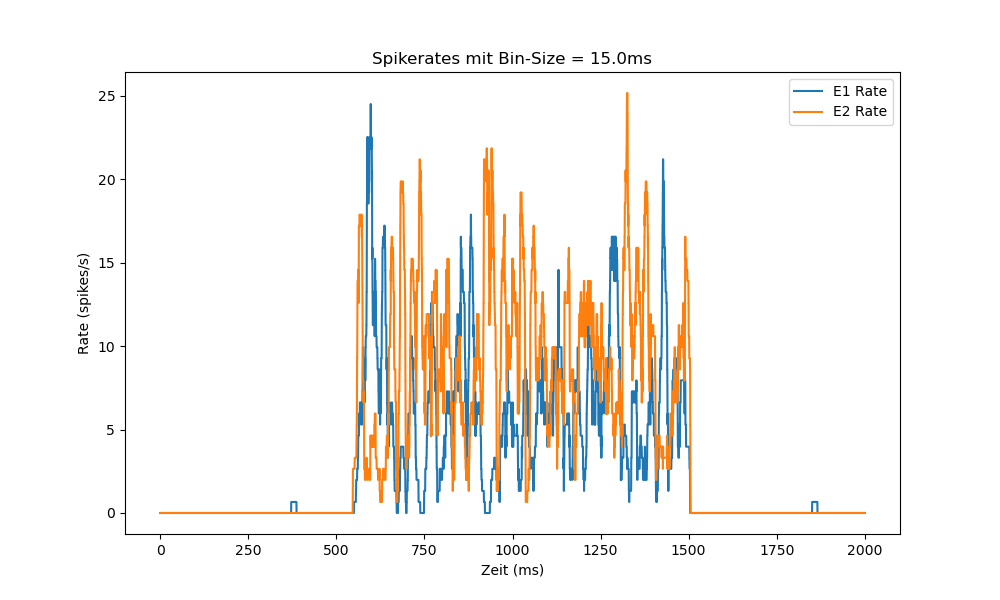 Spikerates mit Bin-Size = 15.0ms
E1 Rate
E2 Rate
Rate (spikes/s)
25
20
15
10
5
0
0 250 500 750 1000 1250 1500 1750 2000
Zeit (ms)